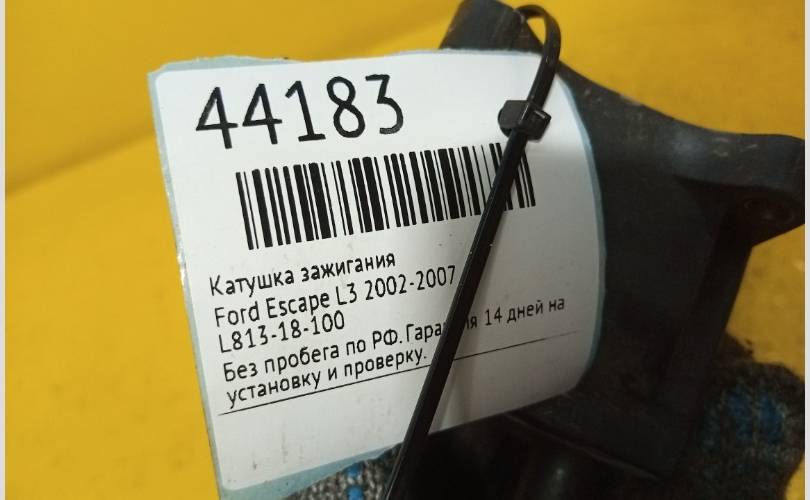 44183
Катушка зажигания
Ford Escape L3 2002-2007
L813-18-100
Без пробега по РФ. Гарантия 14 дней на
установку и проверку.